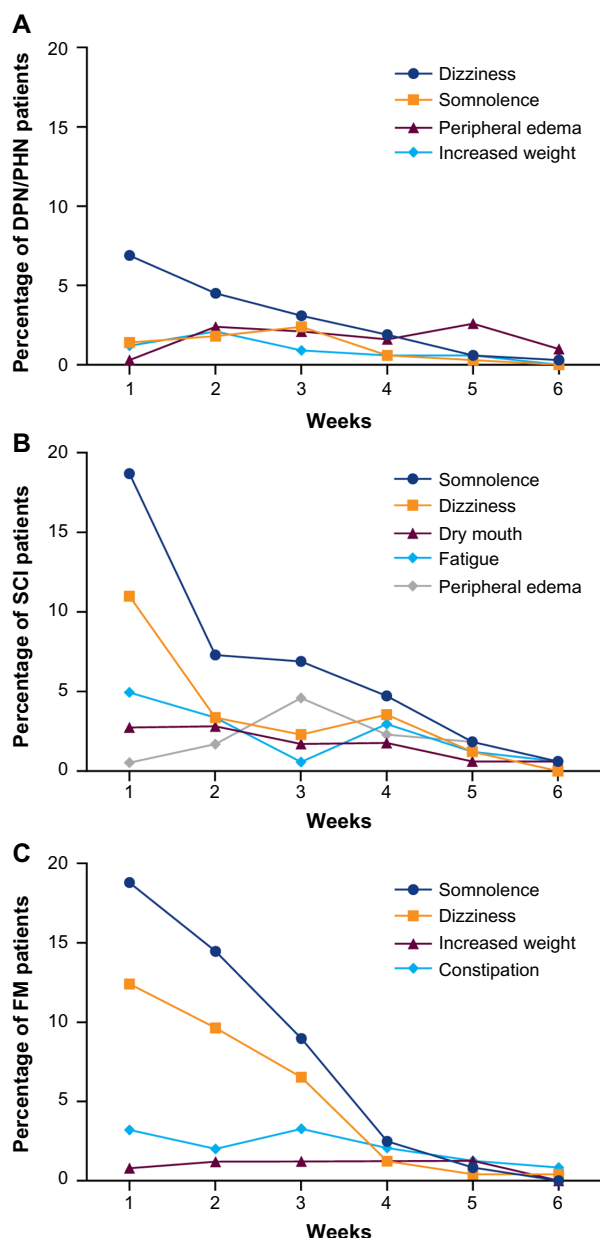 A
Percentage of DPN/PHN patients
20
15
10
5
0
Dizziness
Somnolence
Peripheral edema
Increased weight
1 2 3 4 5 6
Weeks
B
Percentage of SCI patients
20
15
10
5
0
Somnolence
Dizziness
Dry mouth
Fatigue
Peripheral edema
1 2 3 4 5 6
Weeks
C
Percentage of FM patients
20
15
10
5
0
Somnolence
Dizziness
Increased weight
Constipation
1 2 3 4 5 6
Weeks